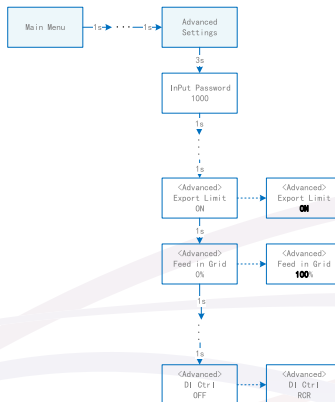 Main Menu
1s
1s
Advanced
Settings
3s
InPut Password
1000
1s
1s
<Advanced>
Export Limit
ON
<Advanced>
Export Limit
ON
1s
<Advanced>
Feed in Grid
0%
<Advanced>
Feed in Grid
100%
1s
1s
<Advanced>
DI Ctrl
OFF
<Advanced>
DI Ctrl
RCR